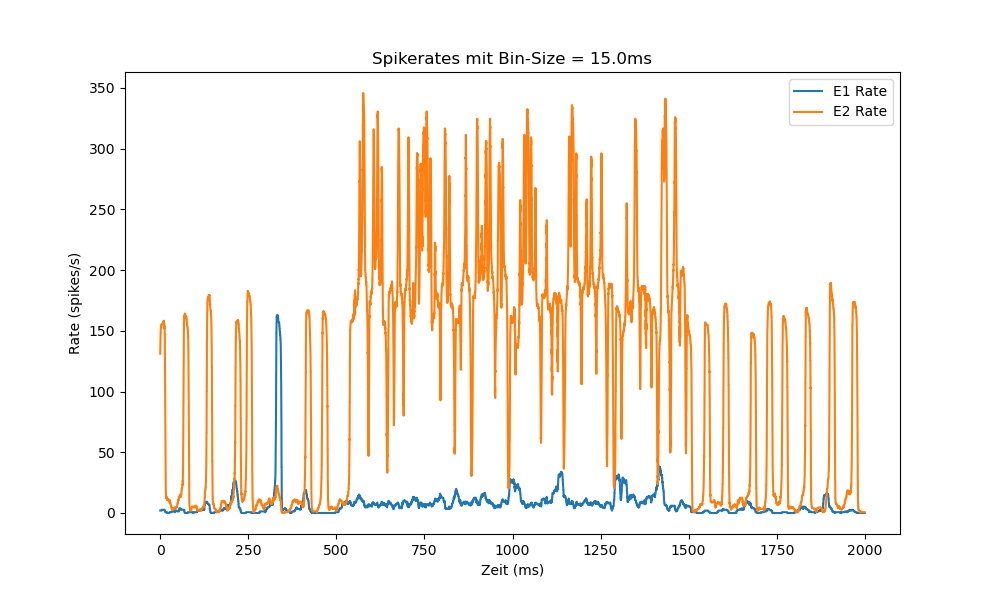 Spikerates mit Bin-Size = 15.0ms
E1 Rate
E2 Rate
Rate (spikes/s)
350
300
250
200
150
100
50
0
0 250 500 750 1000 1250 1500 1750 2000
Zeit (ms)